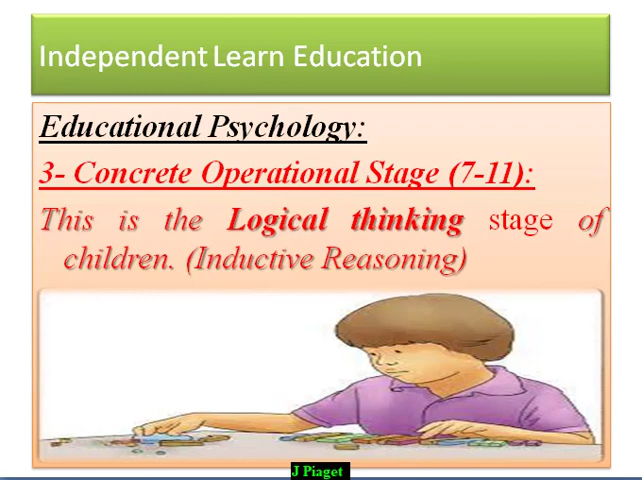 Independent Learn Education
Educational Psychology:
3- Concrete Operational Stage (7-11):
This is the Logical thinking stage of
children. (Inductive Reasoning)
J Piaget